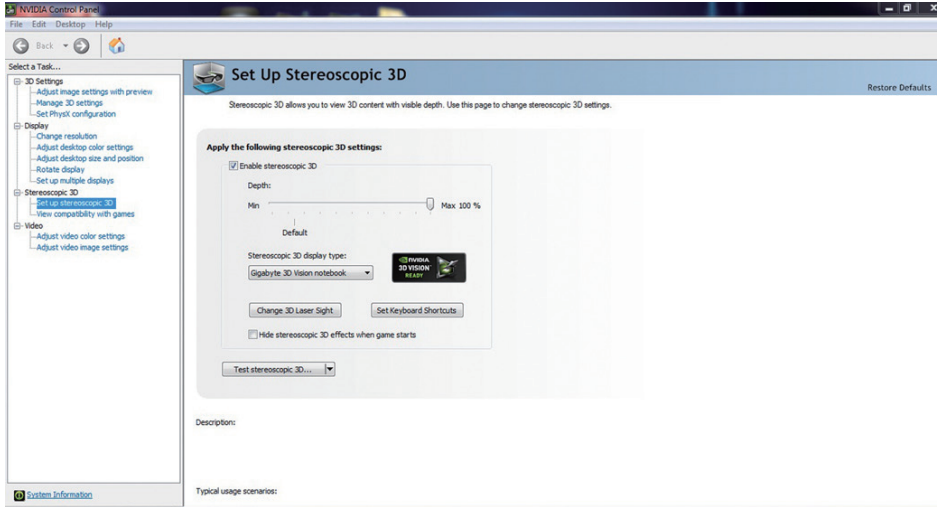 NVIDIA Control Panel
File Edit Desktop Help
Back
Select a Task...
3D Settings
Adjust image settings with preview
Manage 3D settings
Set PhysX configuration
Display
Change resolution
Adjust desktop color settings
Adjust desktop size and position
Rotate display
Set up multiple displays
Stereoscopic 3D
Set up stereoscopic 3D
View compatibility with games
Video
Adjust video color settings
Adjust video image settings
System Information
Set Up Stereoscopic 3D
Restore Defaults
Stereoscopic 3D allows you to view 3D content with visible depth. Use this page to change stereoscopic 3D settings.
Apply the following stereoscopic 3D settings:
Enable stereoscopic 3D
Depth:
Min Max 100 %
Default
Stereoscopic 3D display type:
Gigabyte 3D Vision notebook
NVIDIA
3D VISION
READY
Change 3D Laser Sight Set Keyboard Shortcuts
Hide stereoscopic 3D effects when game starts
Test stereoscopic 3D...
Description:
Typical usage scenarios: